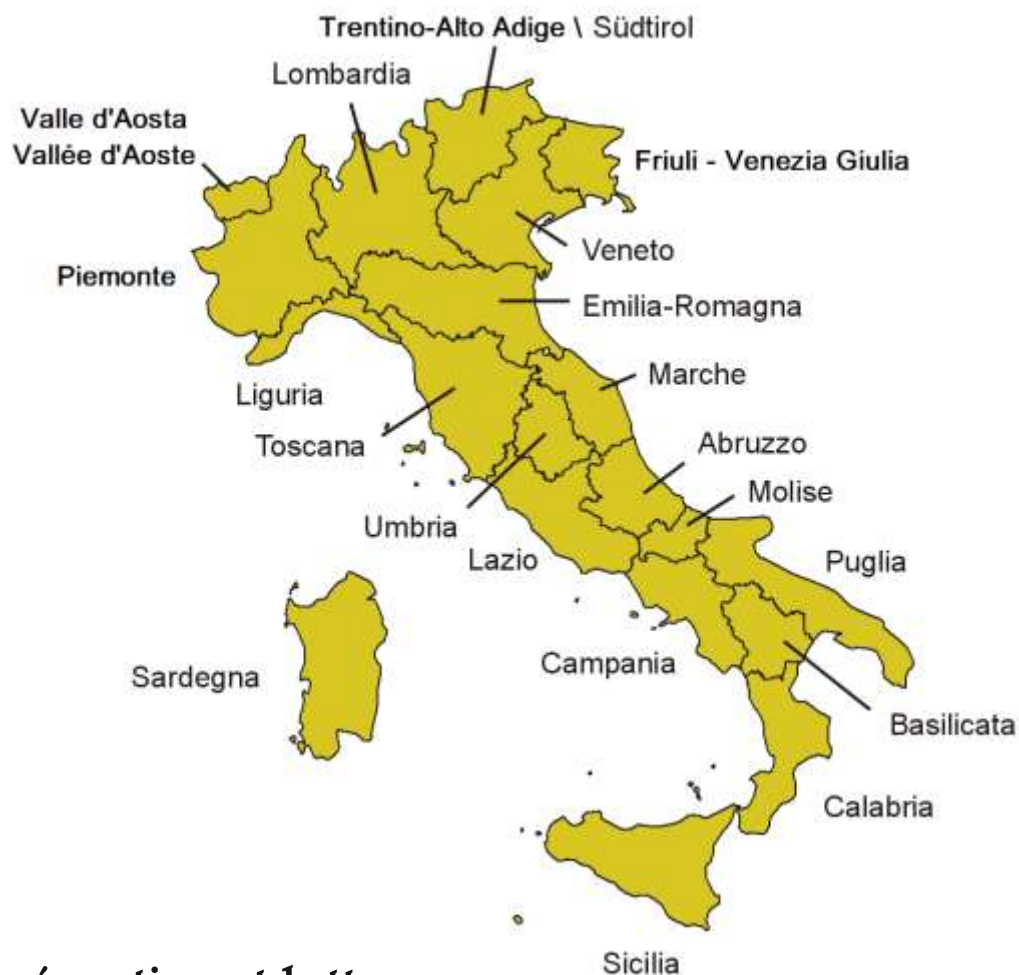 Trentino-Alto Adige \ Südtirol
Lombardia
Valle d'Aosta
Vallée d'Aoste
Friuli - Venezia Giulia
Veneto
Piemonte
Emilia-Romagna
Marche
Liguria
Toscana
Abruzzo
Molise
Umbria
Lazio
Puglia
Campania
Sardegna
Basilicata
Calabria
Sicilia